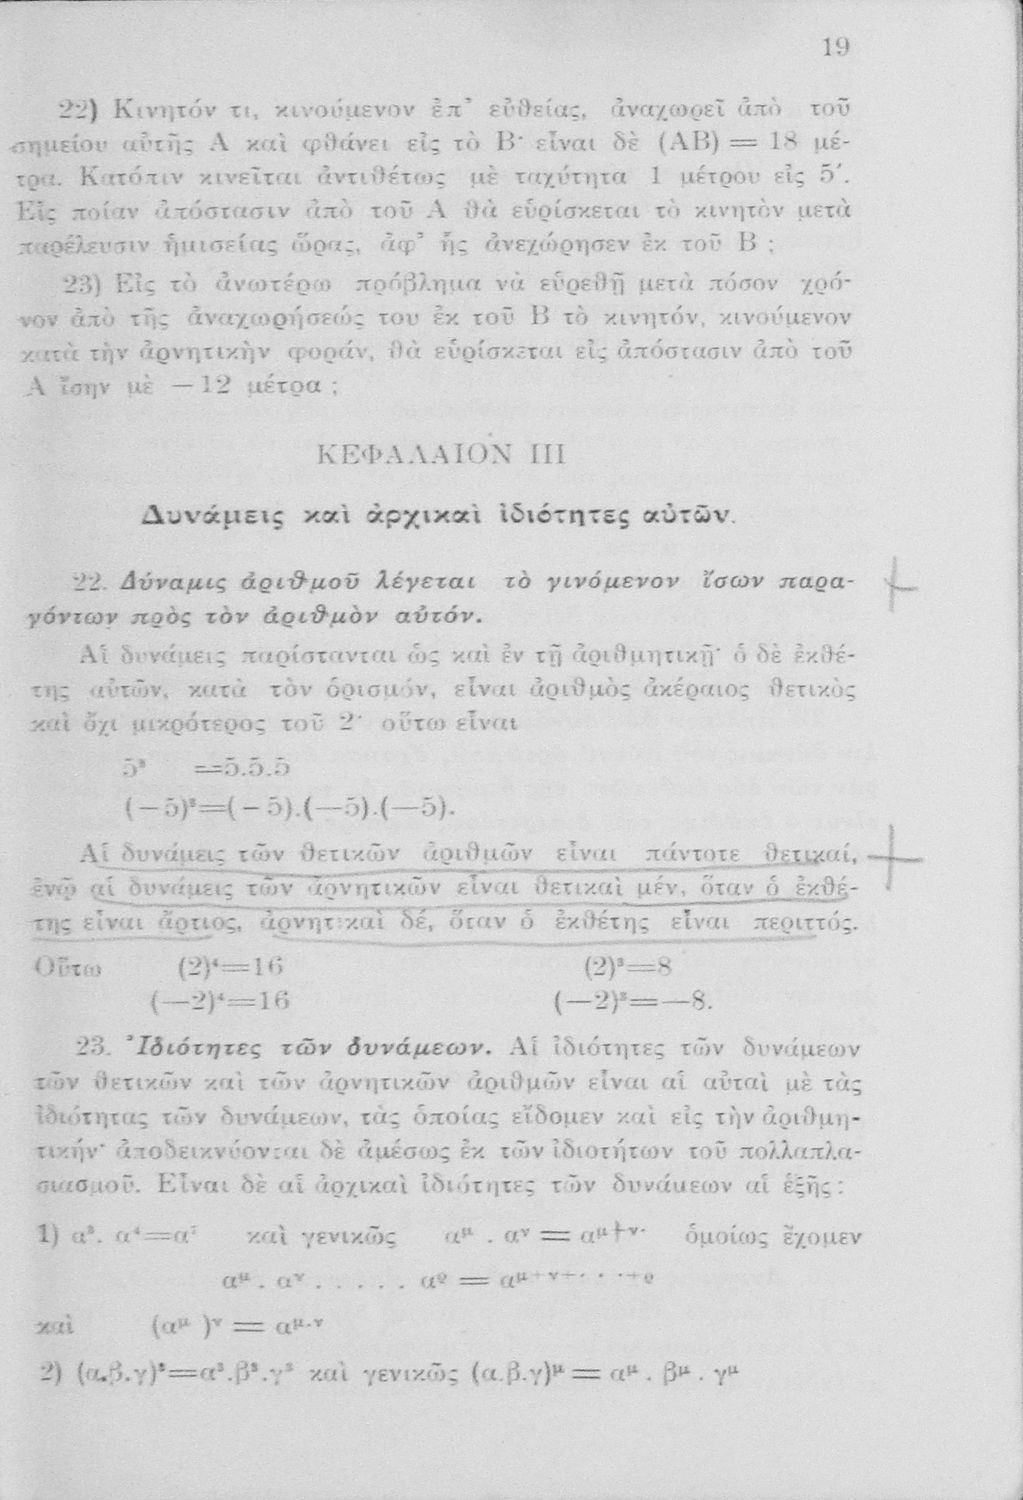 19
22) Κινητόν τι, κινούμενον ἐπ' εὐθείας, ἀναχωρεῖ ἀπὸ τοῦ
σημείου αὐτῆς Α καὶ φθάνει εἰς τὸ Β· εἶναι δὲ (ΑΒ) = 18 μέ-
τρα. Κατόπιν κινεῖται ἀντιθέτως μὲ ταχύτητα 1 μέτρου εἰς 5'.
Εἰς ποίαν ἀπόστασιν ἀπὸ τοῦ Α θὰ εὑρίσκεται τὸ κινητὸν μετὰ
παρέλευσιν ἡμισείας ὥρας, ἀφ' ἧς ἀνεχώρησεν ἐκ τοῦ Β ;
23) Εἰς τὸ ἀνωτέρω πρόβλημα νὰ εὑρεθῇ μετὰ πόσον χρό-
νον ἀπὸ τῆς ἀναχωρήσεώς του ἐκ τοῦ Β τὸ κινητόν, κινούμενον
κατὰ τὴν ἀρνητικὴν φοράν, θὰ εὑρίσκεται εἰς ἀπόστασιν ἀπὸ τοῦ
Α ἴσην μὲ —12 μέτρα ;
ΚΕΦΑΛΑΙΟΝ ΙΙΙ
Δυνάμεις καὶ ἀρχικαὶ ἰδιότητες αὐτῶν.
22. Δύναμις ἀριθμοῦ λέγεται τὸ γινόμενον ἴσων παρα-
γόντων πρὸς τὸν ἀριθμὸν αὐτόν.
Αἱ δυνάμεις παρίστανται ὡς καὶ ἐν τῇ ἀριθμητικῇ· ὁ δὲ ἐκθέ-
της αὐτῶν, κατὰ τὸν ὁρισμόν, εἶναι ἀριθμὸς ἀκέραιος θετικὸς
καὶ ὄχι μικρότερος τοῦ 2· οὕτω εἶναι
5³ =5.5.5
(—5)³=(—5).(—5).(—5).
Αἱ δυνάμεις τῶν θετικῶν ἀριθμῶν εἶναι πάντοτε θετικαί,
ἐνῷ αἱ δυνάμεις τῶν ἀρνητικῶν εἶναι θετικαὶ μέν, ὅταν ὁ ἐκθέ-
της εἶναι ἄρτιος, ἀρνητικαὶ δέ, ὅταν ὁ ἐκθέτης εἶναι περιττός.
Οὕτω (2)⁴=16 (2)³=8
(—2)⁴=16 (—2)³=—8.
23. Ἰδιότητες τῶν δυνάμεων. Αἱ ἰδιότητες τῶν δυνάμεων
τῶν θετικῶν καὶ τῶν ἀρνητικῶν ἀριθμῶν εἶναι αἱ αὐταὶ μὲ τὰς
ἰδιότητας τῶν δυνάμεων, τὰς ὁποίας εἴδομεν καὶ εἰς τὴν ἀριθμη-
τικήν· ἀποδεικνύονται δὲ ἀμέσως ἐκ τῶν ἰδιοτήτων τοῦ πολλαπλα-
σιασμοῦ. Εἶναι δὲ αἱ ἀρχικαὶ ἰδιότητες τῶν δυνάμεων αἱ ἑξῆς:
1) α³. α⁴=α⁷ καὶ γενικῶς αᵘ . αᵛ = αᵘ⁺ᵛ· ὁμοίως ἔχομεν
αᵘ . αᵛ . . . . . αᵨ = αᵘ⁺ᵛ⁺· · ·⁺ᵨ
καὶ (αᵘ )ᵛ = αᵘ·ᵛ
2) (α.β.γ)³=α³.β³.γ³ καὶ γενικῶς (α.β.γ)ᵘ = αᵘ . βᵘ . γᵘ